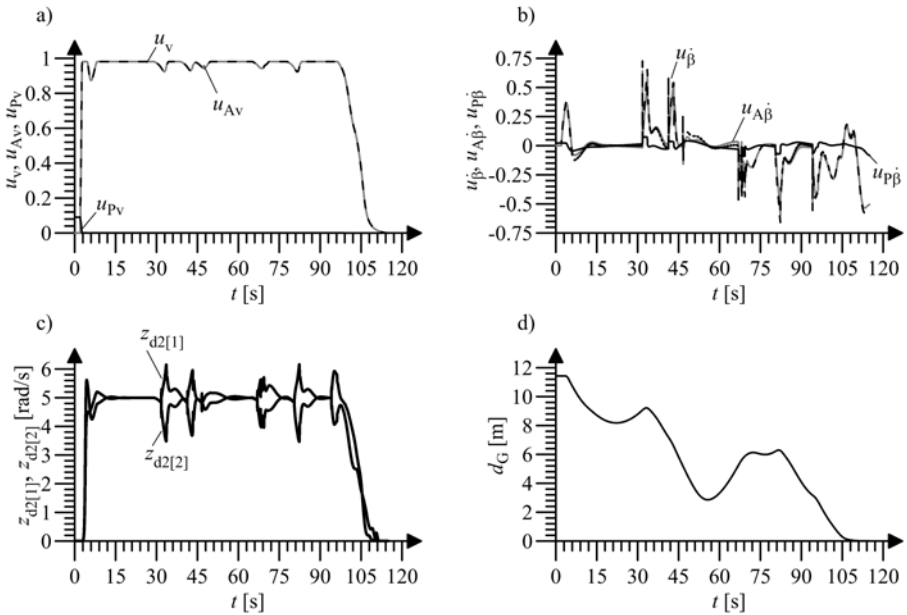 a)
u_v, u_Av, u_Pv
1
0.8
0.6
0.4
0.2
0
u_v
u_Av
u_Pv
0 15 30 45 60 75 90 105 120
t [s]
b)
u_β̇, u_Aβ̇, u_Pβ̇
0.75
0.5
0.25
0
-0.25
-0.5
-0.75
u_β̇
u_Aβ̇
u_Pβ̇
0 15 30 45 60 75 90 105 120
t [s]
c)
z_d2[1], z_d2[2] [rad/s]
6
5
4
3
2
1
0
z_d2[1]
z_d2[2]
0 15 30 45 60 75 90 105 120
t [s]
d)
d_G [m]
12
10
8
6
4
2
0
0 15 30 45 60 75 90 105 120
t [s]